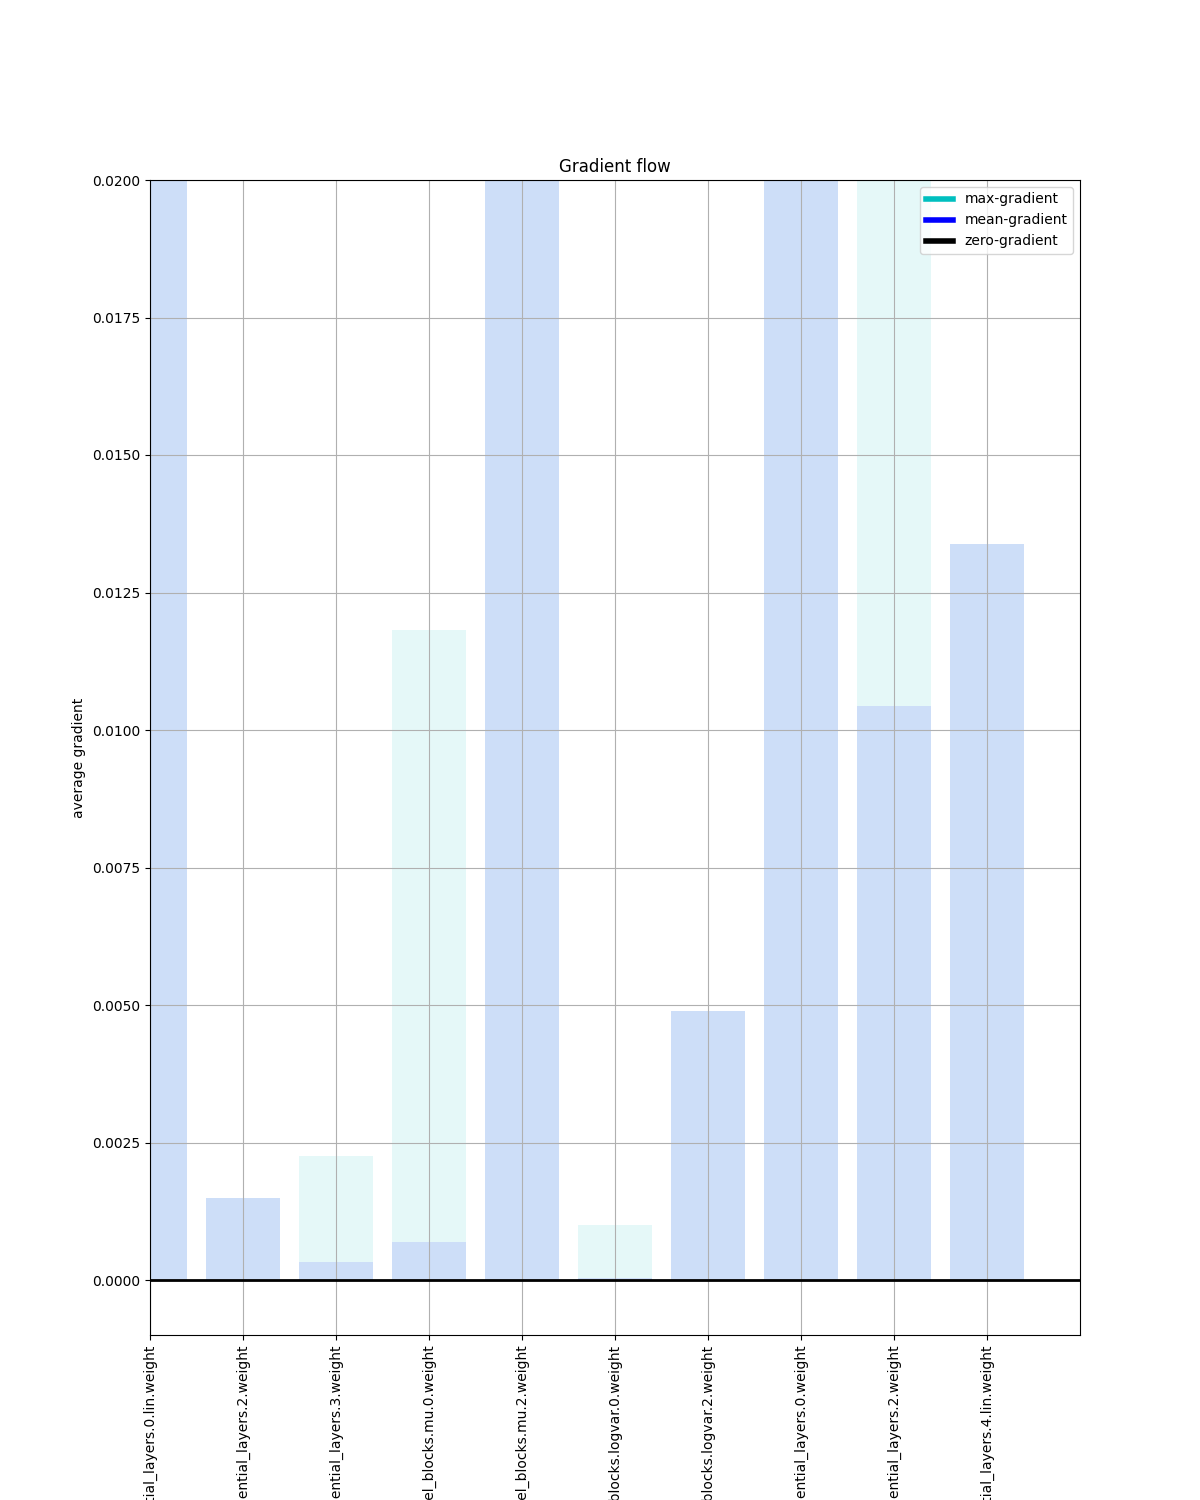 Gradient flow
max-gradient
mean-gradient
zero-gradient
0.0200
0.0175
0.0150
0.0125
0.0100
0.0075
0.0050
0.0025
0.0000
average gradient
tial_layers.0.lin.weight
ential_layers.2.weight
ential_layers.3.weight
el_blocks.mu.0.weight
el_blocks.mu.2.weight
blocks.logvar.0.weight
blocks.logvar.2.weight
ential_layers.0.weight
ential_layers.2.weight
tial_layers.4.lin.weight